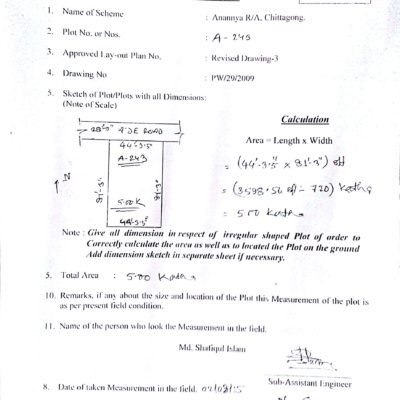 1. Name of Scheme : Anannya R/A, Chittagong.
2. Plot No. or Nos. : A-243
3. Approved Lay-out Plan No. : Revised Drawing-3
4. Drawing No : PW/29/2009
5. Sketch of Plot/Plots with all Dimensions:
(Note of Scale)
Calculation
28'-3" WIDE ROAD
Area = Length x Width
44'-3.5"
A-243
= (44'-3.5" x 81'-3") sft
N
81'-3"
81'-3"
= (3598.56 sft ÷ 720) Katha
5.00 K
= 5.00 Katha
44'-3.5"
Note : Give all dimension in respect of irregular shaped Plot of order to
Correctly calculate the area as well as to located the Plot on the ground
Add dimension sketch in separate sheet if necessary.
5. Total Area : 5.00 Katha
10. Remarks, if any about the size and location of the Plot this Measurement of the plot is
as per present field condition.
11. Name of the person who look the Measurement in the field.
Md. Shafiqul Islam
Sub-Assistant Engineer
8. Date of taken Measurement in the field.